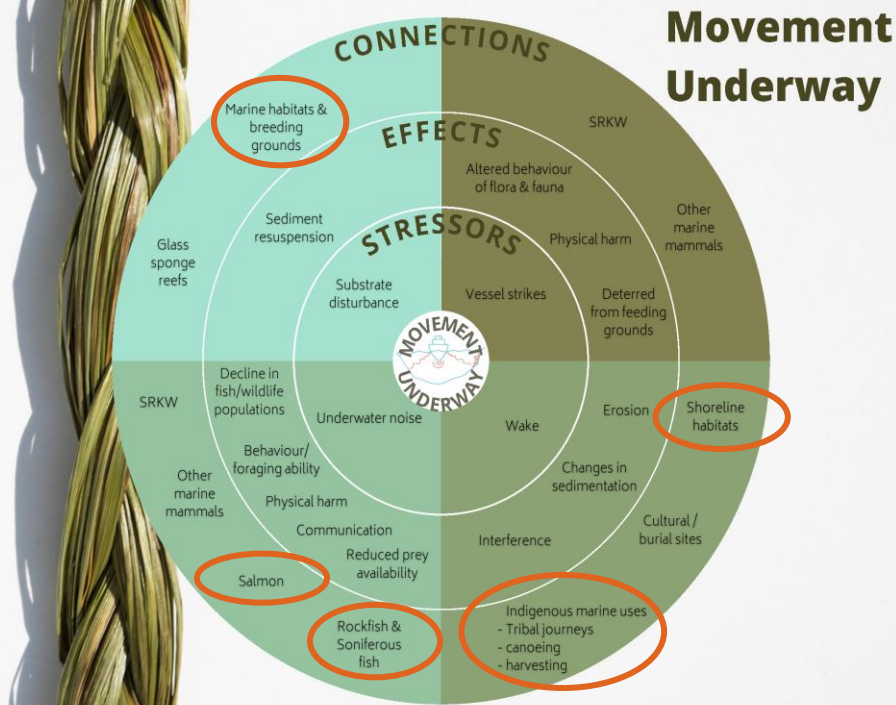 Movement
Underway
CONNECTIONS
EFFECTS
STRESSORS
Marine habitats &
breeding
grounds
Glass
sponge
reefs
Sediment
resuspension
Substrate
disturbance
SRKW
Other
marine
mammals
Altered behaviour
of flora & fauna
Physical harm
Deterred
from feeding
grounds
Vessel strikes
MOVEMENT
UNDERWAY
SRKW
Other
marine
mammals
Salmon
Rockfish &
Soniferous
fish
Decline in
fish/wildlife
populations
Behaviour/
foraging ability
Physical harm
Communication
Reduced prey
availability
Underwater noise
Wake
Erosion
Changes in
sedimentation
Interference
Shoreline
habitats
Cultural /
burial sites
Indigenous marine uses
- Tribal journeys
- canoeing
- harvesting